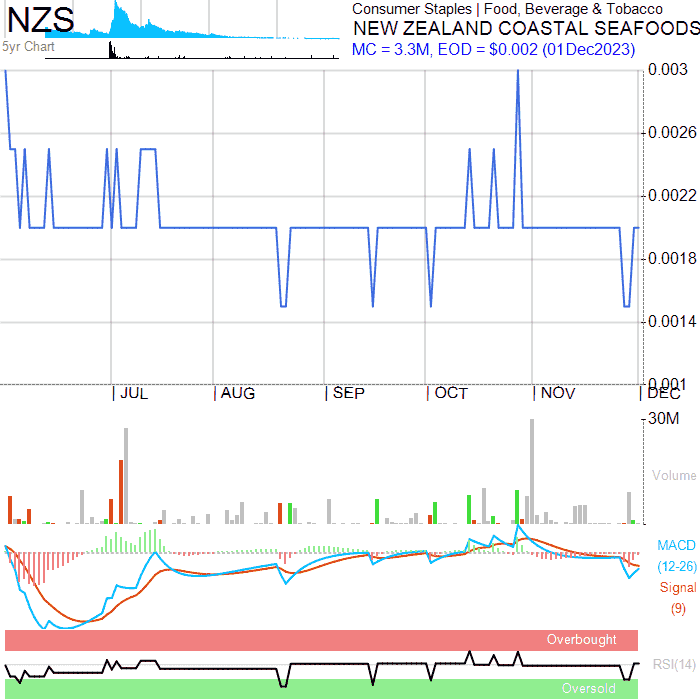 NZS
Consumer Staples | Food, Beverage & Tobacco
NEW ZEALAND COASTAL SEAFOODS
5yr Chart
MC = 3.3M, EOD = $0.002 (01Dec2023)
0.003
0.0026
0.0022
0.0018
0.0014
0.001
JUL AUG SEP OCT NOV DEC
30M
Volume
MACD
(12-26)
Signal
(9)
Overbought
RSI(14)
Oversold